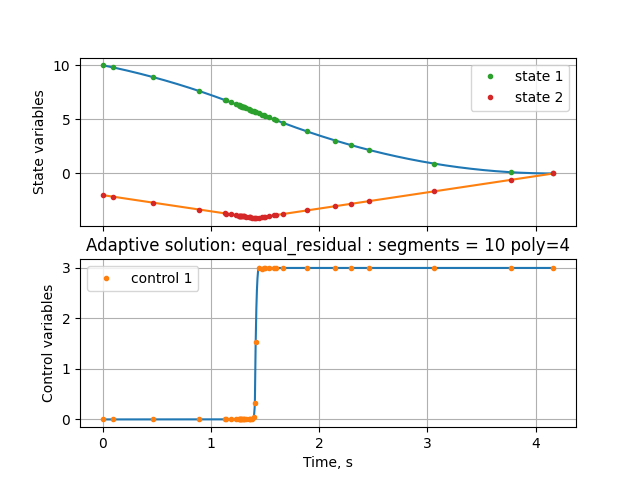 State variables
10
5
0
state 1
state 2
Adaptive solution: equal_residual : segments = 10 poly=4
Control variables
3
2
1
0
control 1
0
1
2
3
4
Time, s